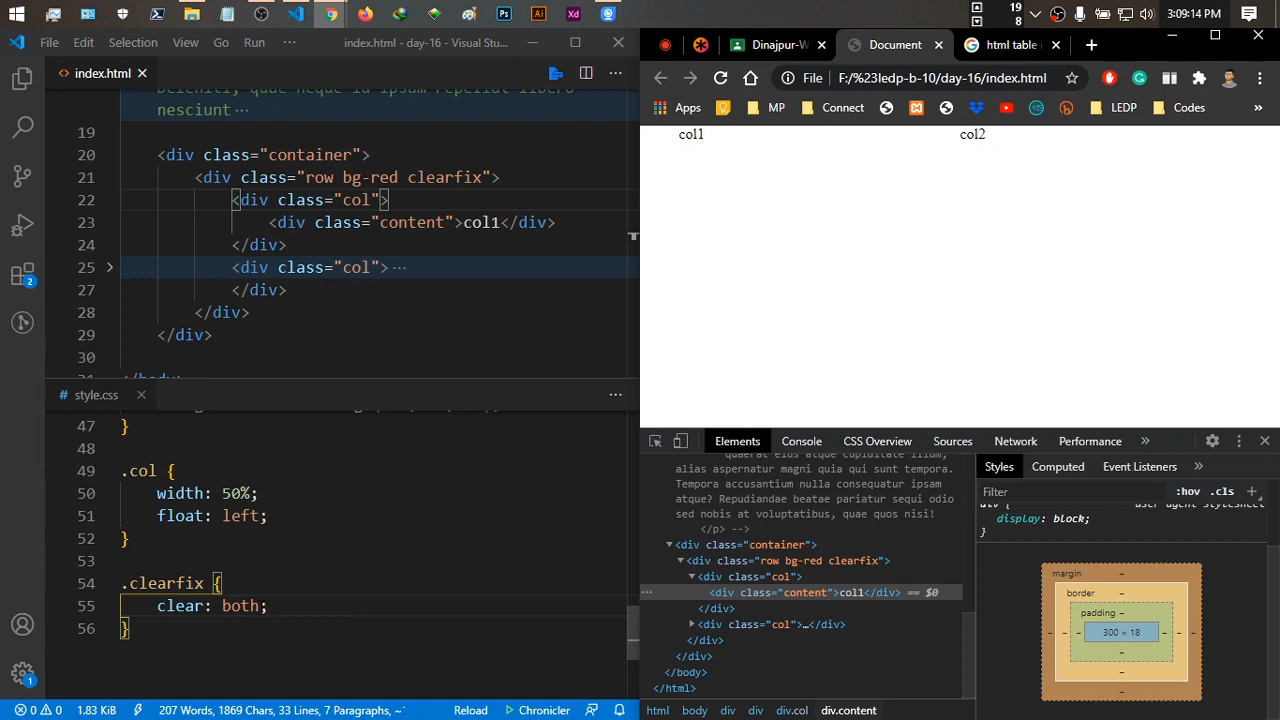 3:09:14 PM
19
8
File Edit Selection View Go Run ··· index.html - day-16 - Visual Stud...
index.html
nesciunt ···
19
20 <div class="container">
21 <div class="row bg-red clearfix">
22 <div class="col">
23 <div class="content">col1</div>
24 </div>
25 <div class="col"> ···
27 </div>
28 </div>
29 </div>
30
style.css
47 }
48
49 .col {
50 width: 50%;
51 float: left;
52 }
53
54 .clearfix {
55 clear: both;
56 }
0 0 1.83 KiB 207 Words, 1869 Chars, 33 Lines, 7 Paragraphs, ~' Reload Chronicler
Dinajpur-W Document html table i
File F:/%23ledp-b-10/day-16/index.html
Apps MP Connect LEDP Codes »
col1 col2
Elements Console CSS Overview Sources Network Performance »
alias aspernatur magni quia qui sunt tempora.
Tempora accusantium nulla consequatur ipsam
atque? Repudiandae beatae pariatur sequi odio
sed nobis at voluptatibus, quae quos nisi!
</p> -->
<div class="container">
<div class="row bg-red clearfix">
<div class="col">
<div class="content">col1</div> == $0
</div>
<div class="col">…</div>
</div>
</div>
</body>
</html>
html body div div div.col div.content
Styles Computed Event Listeners »
Filter :hov .cls +
display: block;
}
margin –
border –
padding –
300 × 18